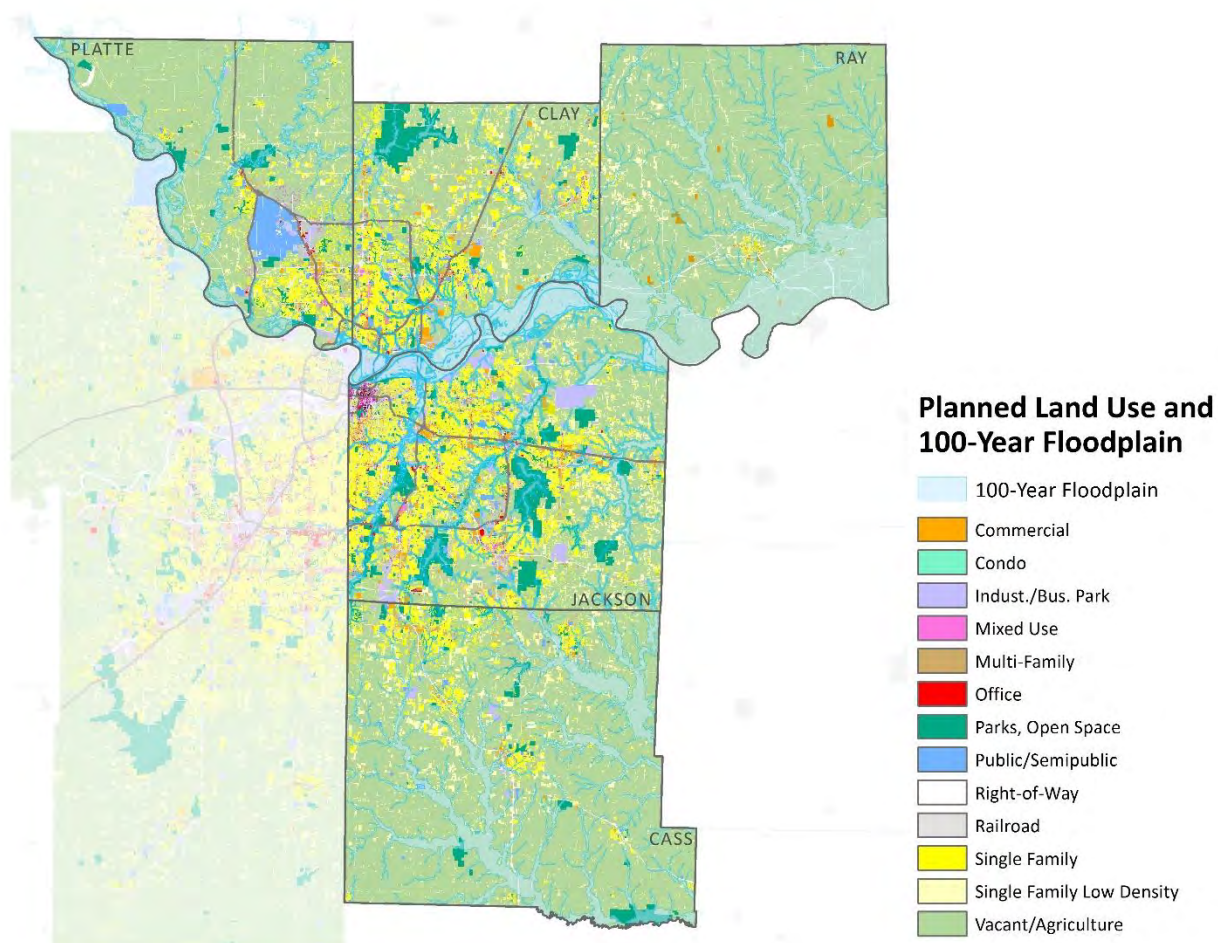 PLATTE
RAY
CLAY
JACKSON
CASS
Planned Land Use and
100-Year Floodplain
100-Year Floodplain
Commercial
Condo
Indust./Bus. Park
Mixed Use
Multi-Family
Office
Parks, Open Space
Public/Semipublic
Right-of-Way
Railroad
Single Family
Single Family Low Density
Vacant/Agriculture